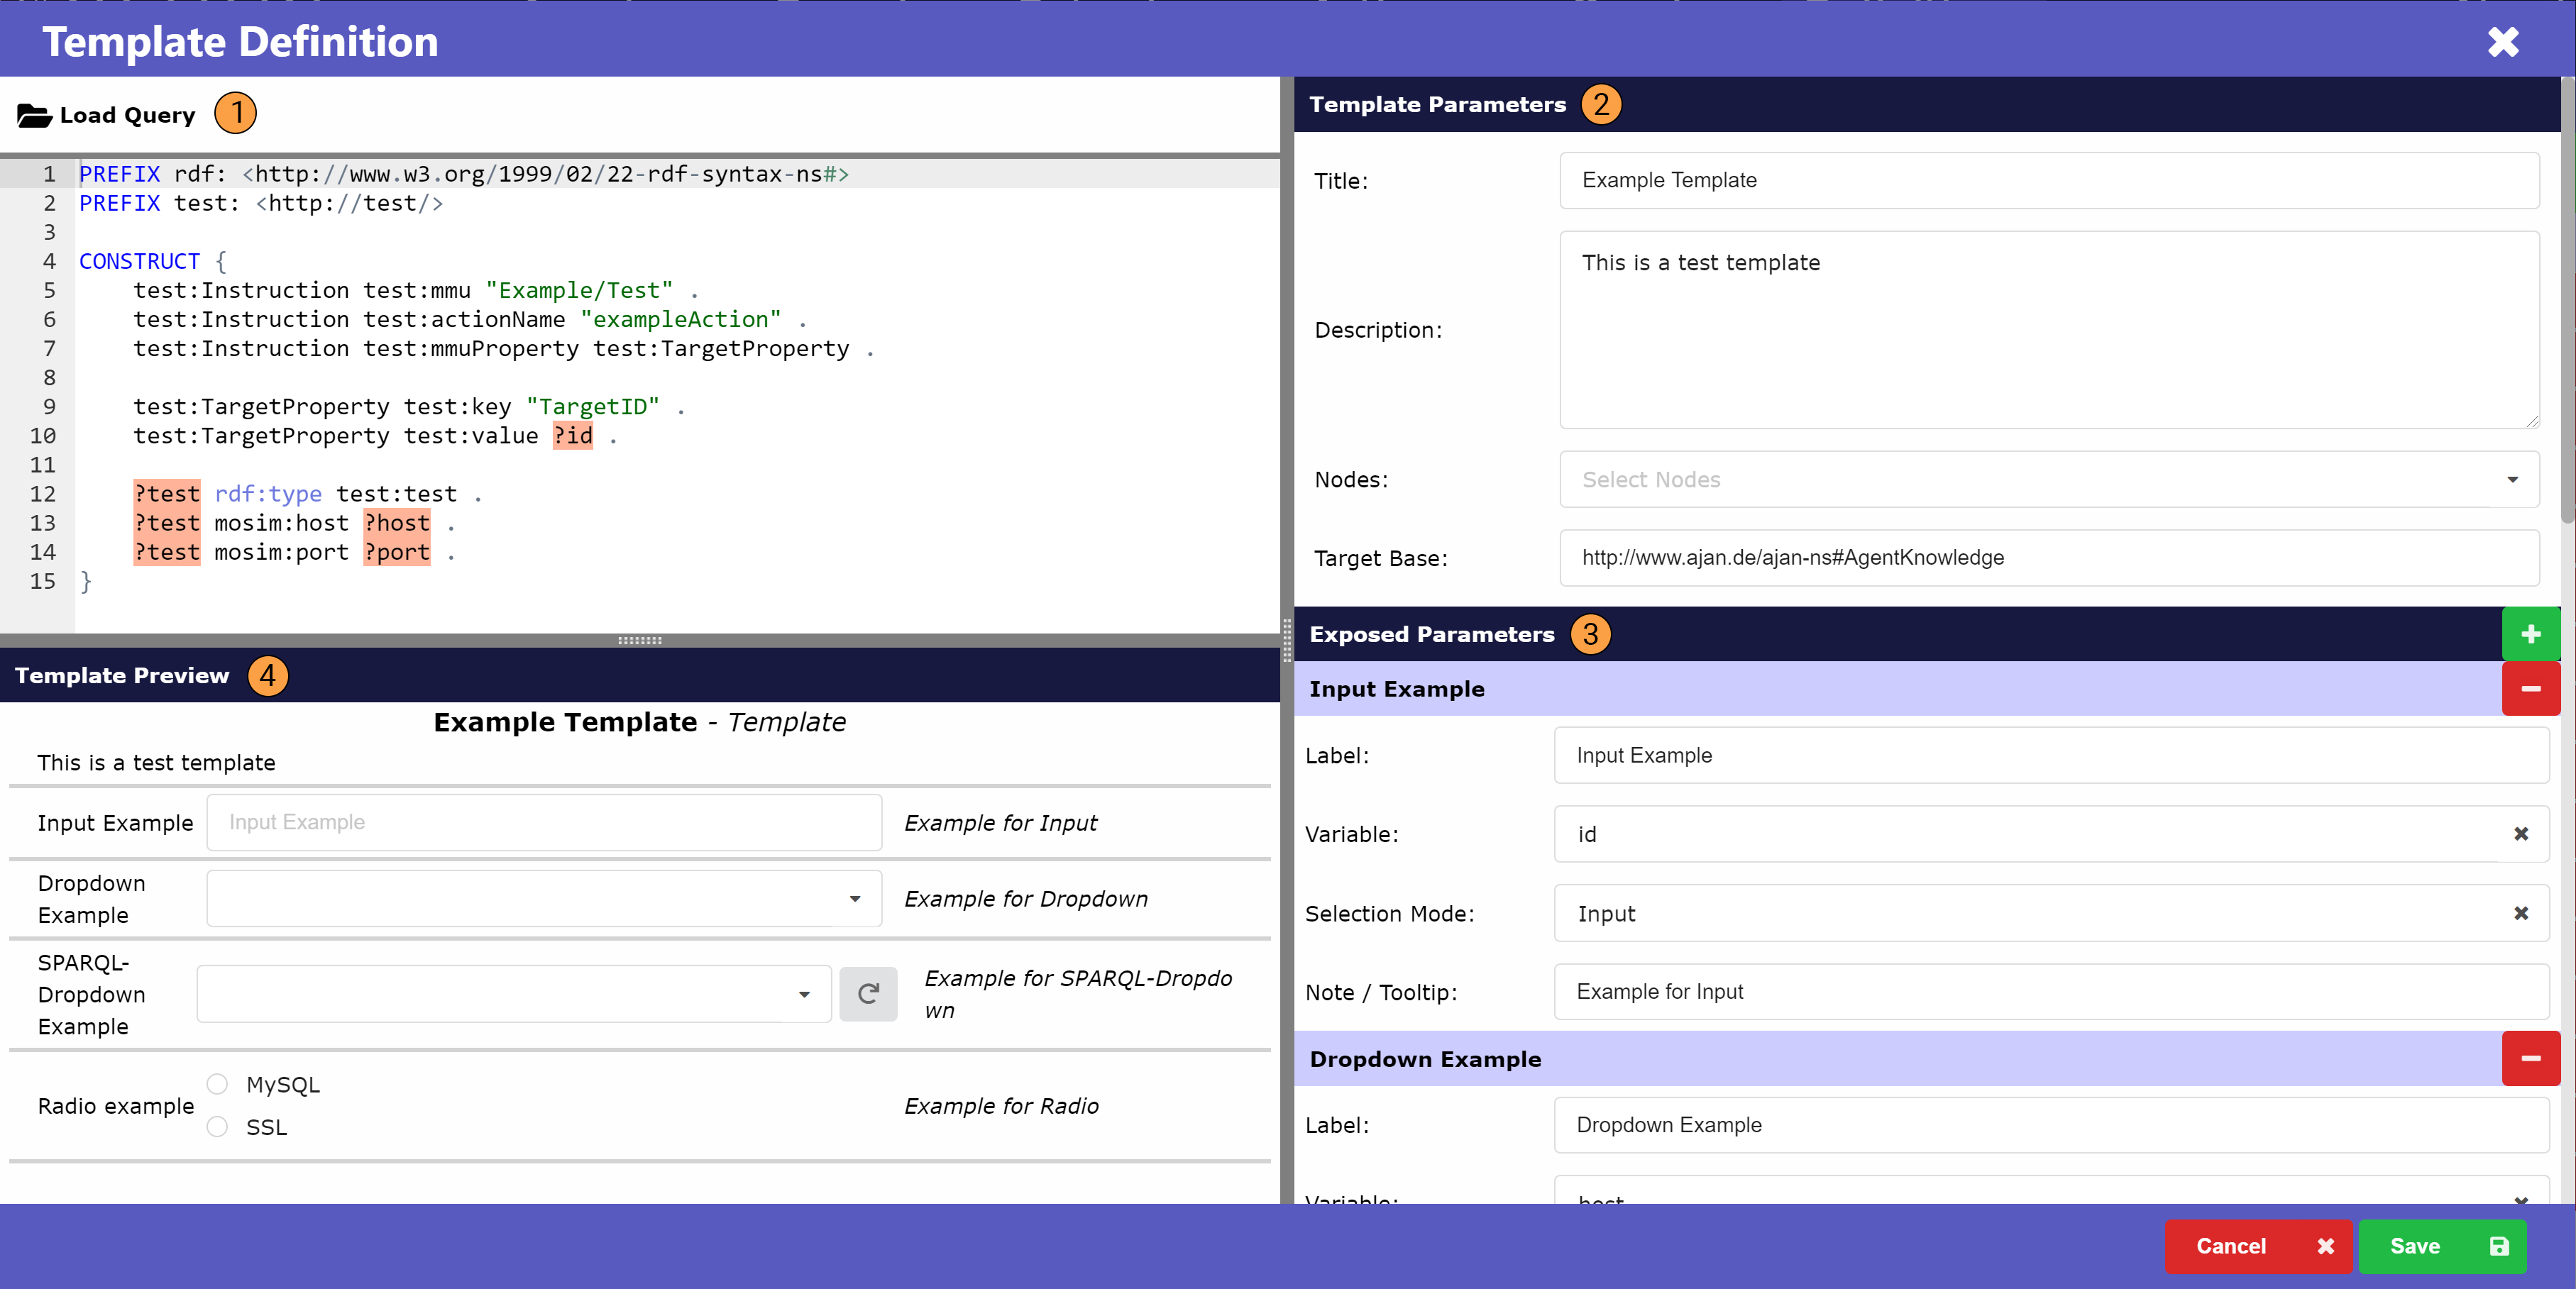 Template Definition
Load Query 1
1 PREFIX rdf: <http://www.w3.org/1999/02/22-rdf-syntax-ns#>
2 PREFIX test: <http://test/>
3
4 CONSTRUCT {
5 test:Instruction test:mmu "Example/Test" .
6 test:Instruction test:actionName "exampleAction" .
7 test:Instruction test:mmuProperty test:TargetProperty .
8
9 test:TargetProperty test:key "TargetID" .
10 test:TargetProperty test:value ?id .
11
12 ?test rdf:type test:test .
13 ?test mosim:host ?host .
14 ?test mosim:port ?port .
15 }
Template Preview 4
Example Template - Template
This is a test template
Input Example Input Example Example for Input
Dropdown
Example
Example for Dropdown
SPARQL-
Dropdown
Example
Example for SPARQL-Dropdo
wn
Radio example
MySQL
SSL
Example for Radio
Template Parameters 2
Title: Example Template
Description: This is a test template
Nodes: Select Nodes
Target Base: http://www.ajan.de/ajan-ns#AgentKnowledge
Exposed Parameters 3
Input Example
Label: Input Example
Variable: id
Selection Mode: Input
Note / Tooltip: Example for Input
Dropdown Example
Label: Dropdown Example
Variable: host
Cancel
Save